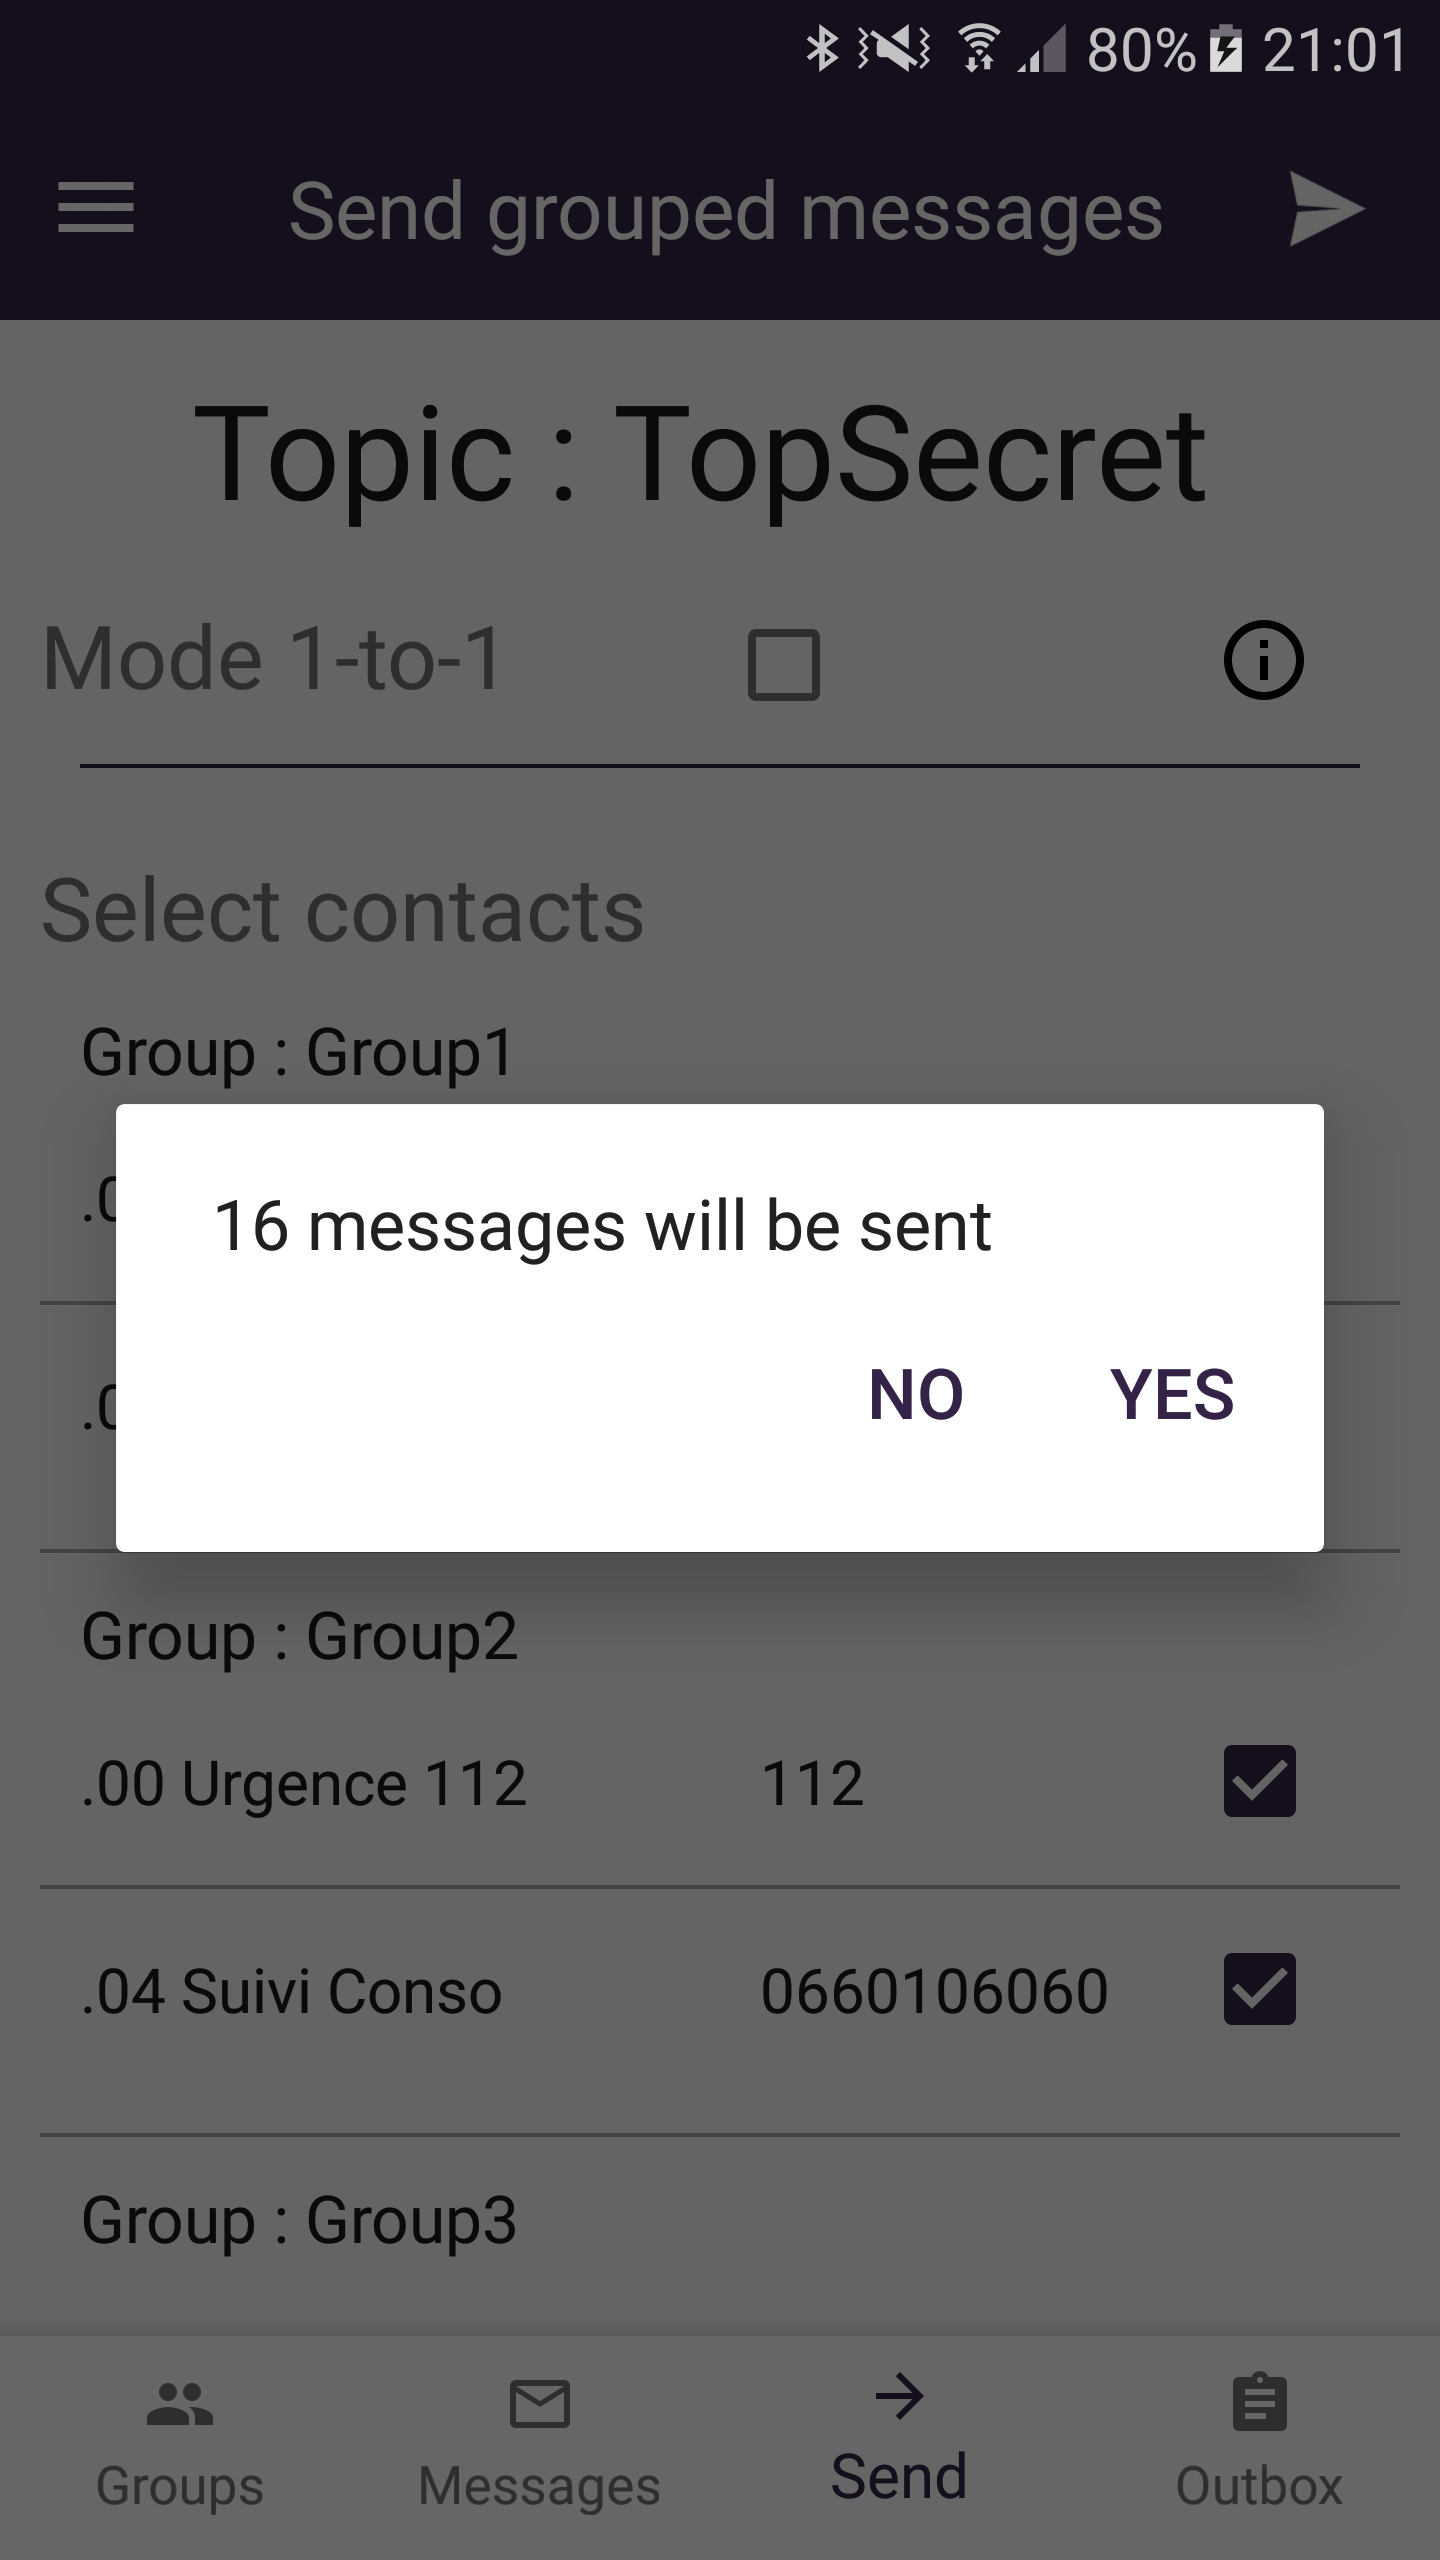 80% 21:01
Send grouped messages
Topic : TopSecret
Mode 1-to-1
Select contacts
Group : Group1
16 messages will be sent
NO YES
Group : Group2
.00 Urgence 112 112
.04 Suivi Conso 0660106060
Group : Group3
Groups Messages Send Outbox